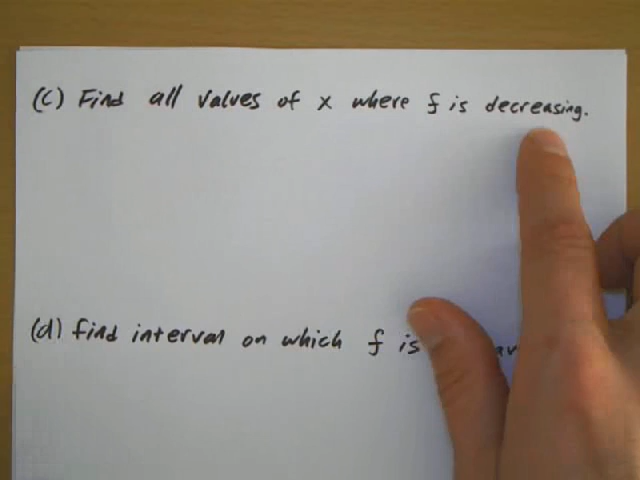 (c) Find all values of x where f is decreasing.
(d) find interval on which f is